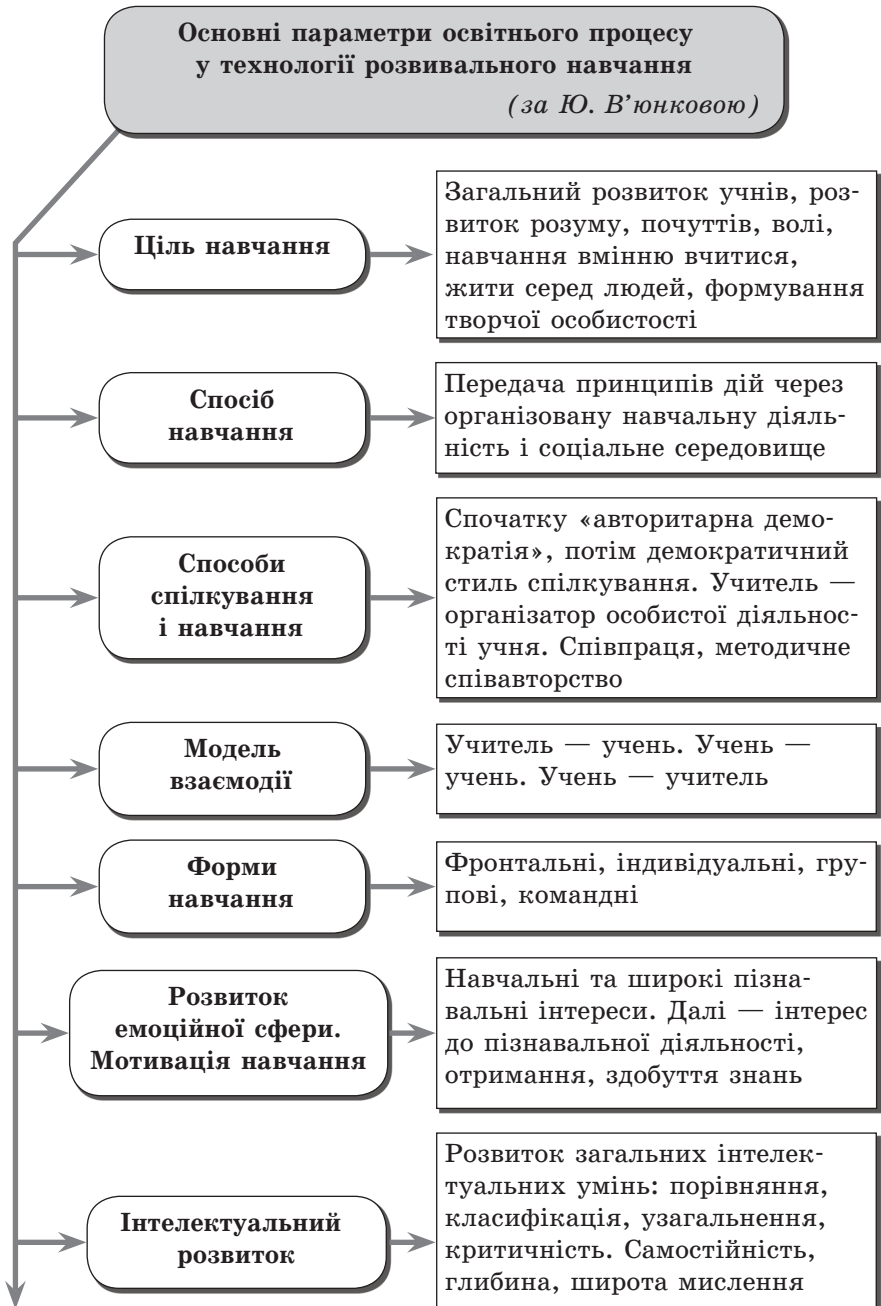 Основні параметри освітнього процесу
у технології розвивального навчання
(за Ю. В’юнковою)
Ціль навчання
Загальний розвиток учнів, роз-
виток розуму, почуттів, волі,
навчання вмінню вчитися,
жити серед людей, формування
творчої особистості
Спосіб
навчання
Передача принципів дій через
організовану навчальну діяль-
ність і соціальне середовище
Способи
спілкування
і навчання
Спочатку «авторитарна демо-
кратія», потім демократичний
стиль спілкування. Учитель —
організатор особистої діяльнос-
ті учня. Співпраця, методичне
співавторство
Модель
взаємодії
Учитель — учень. Учень —
учень. Учень — учитель
Форми
навчання
Фронтальні, індивідуальні, гру-
пові, командні
Розвиток
емоційної сфери.
Мотивація навчання
Навчальні та широкі пізна-
вальні інтереси. Далі — інтерес
до пізнавальної діяльності,
отримання, здобуття знань
Інтелектуальний
розвиток
Розвиток загальних інтелек-
туальних умінь: порівняння,
класифікація, узагальнення,
критичність. Самостійність,
глибина, широта мислення